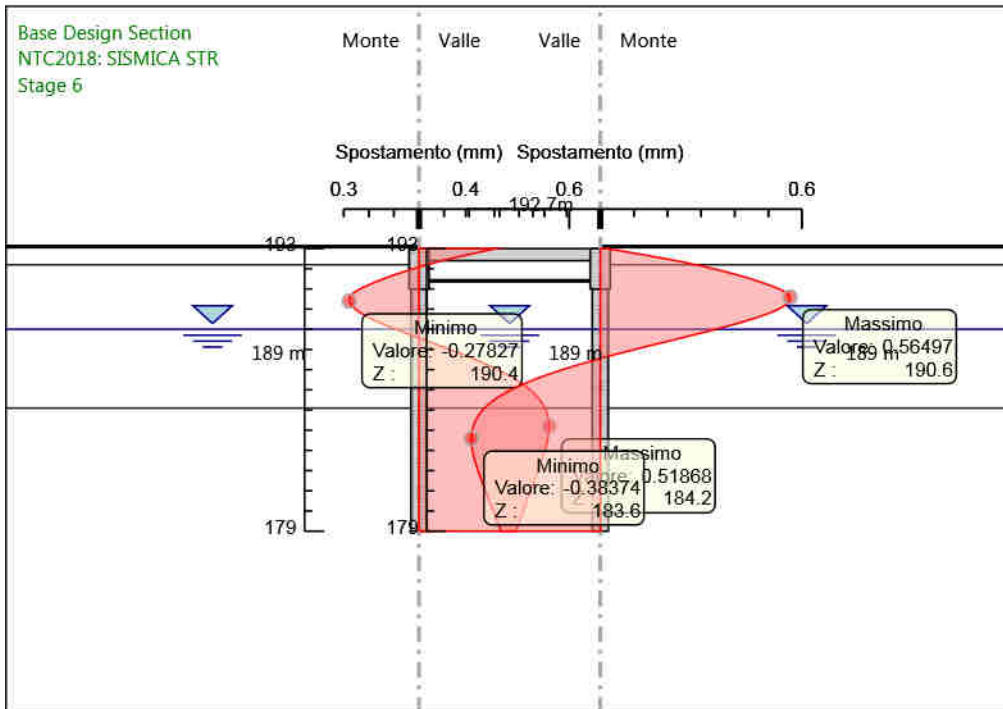 Base Design Section
NTC2018: SISMICA STR
Stage 6
Monte Valle Valle Monte
Spostamento (mm) Spostamento (mm)
0.3 0.4 0.6 0.6
192.7m
193 193
Minimo
Valore: -0.27827
Z : 190.4
Massimo
Valore: 0.56497
Z : 190.6
189 m 189 m 189 m
Massimo
Valore: 0.51868
Z : 184.2
Minimo
Valore: -0.38374
Z : 183.6
179 179